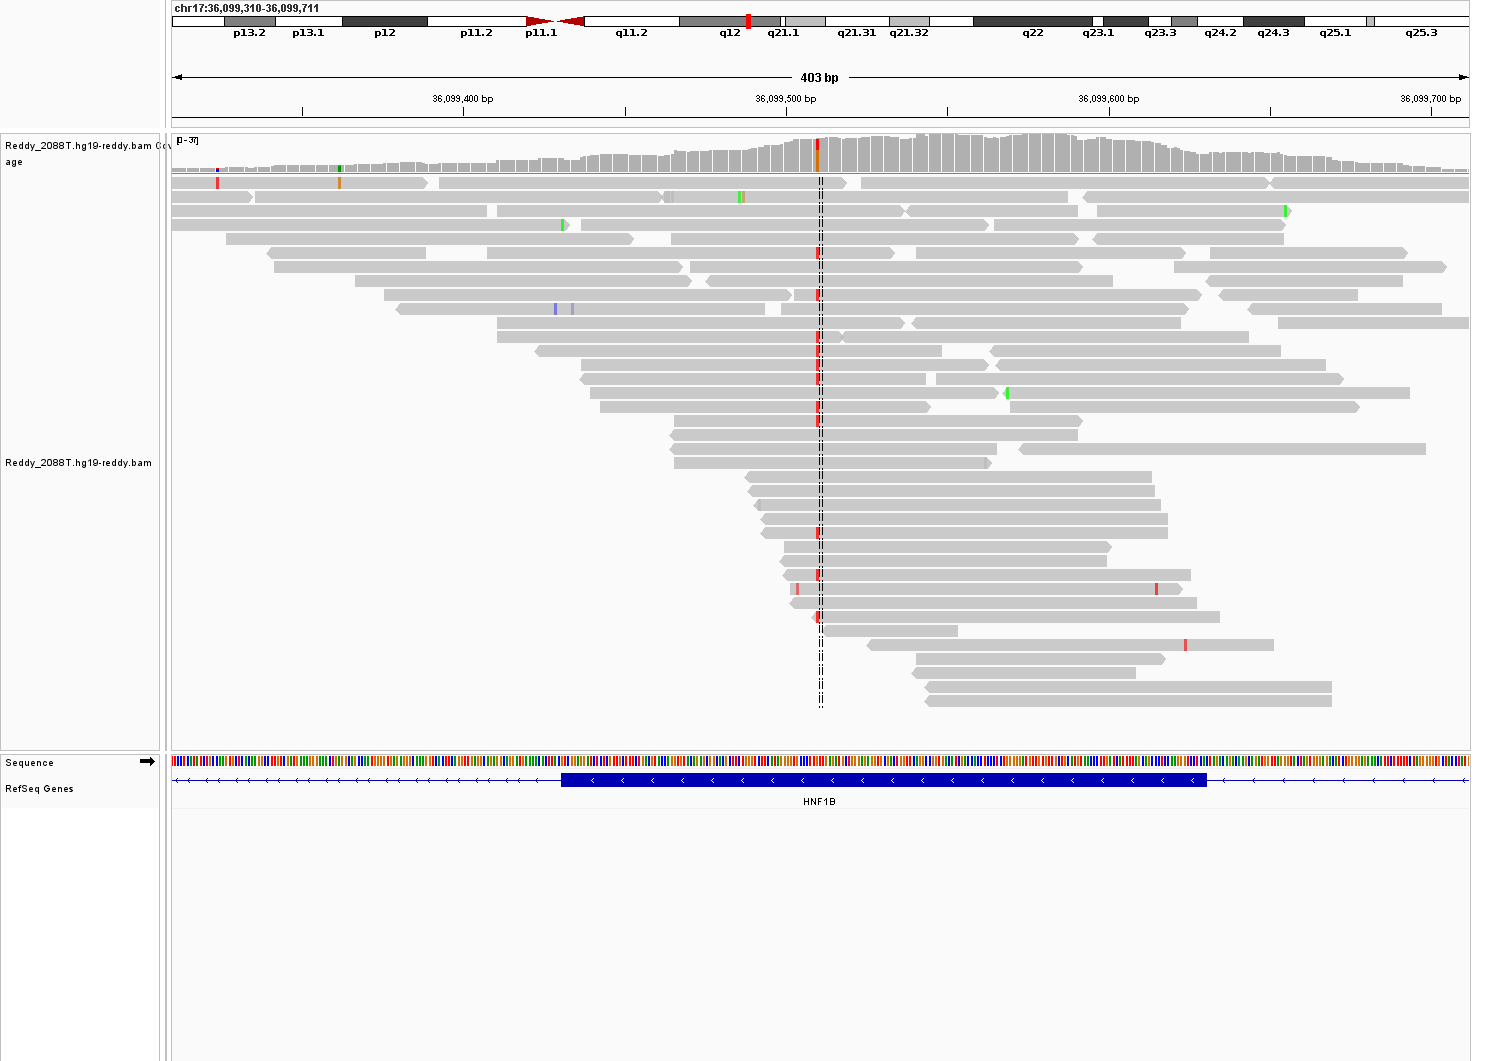 chr17:36,099,310-36,099,711
p13.2 p13.1 p12 p11.2 p11.1 q11.2 q12 q21.1 q21.31 q21.32 q22 q23.1 q23.3 q24.2 q24.3 q25.1 q25.3
403 bp
36,099,400 bp 36,099,500 bp 36,099,600 bp 36,099,700 bp
[0 - 37]
Reddy_2088T.hg19-reddy.bam Cov
age
Reddy_2088T.hg19-reddy.bam
Sequence
RefSeq Genes
HNF1B